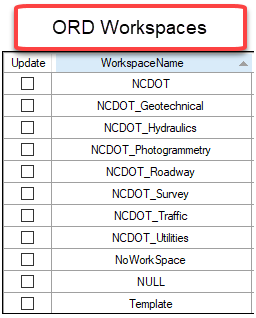 ORD Workspaces
Update WorkspaceName
NCDOT
NCDOT_Geotechnical
NCDOT_Hydraulics
NCDOT_Photogrammetry
NCDOT_Roadway
NCDOT_Survey
NCDOT_Traffic
NCDOT_Utilities
NoWorkSpace
NULL
Template